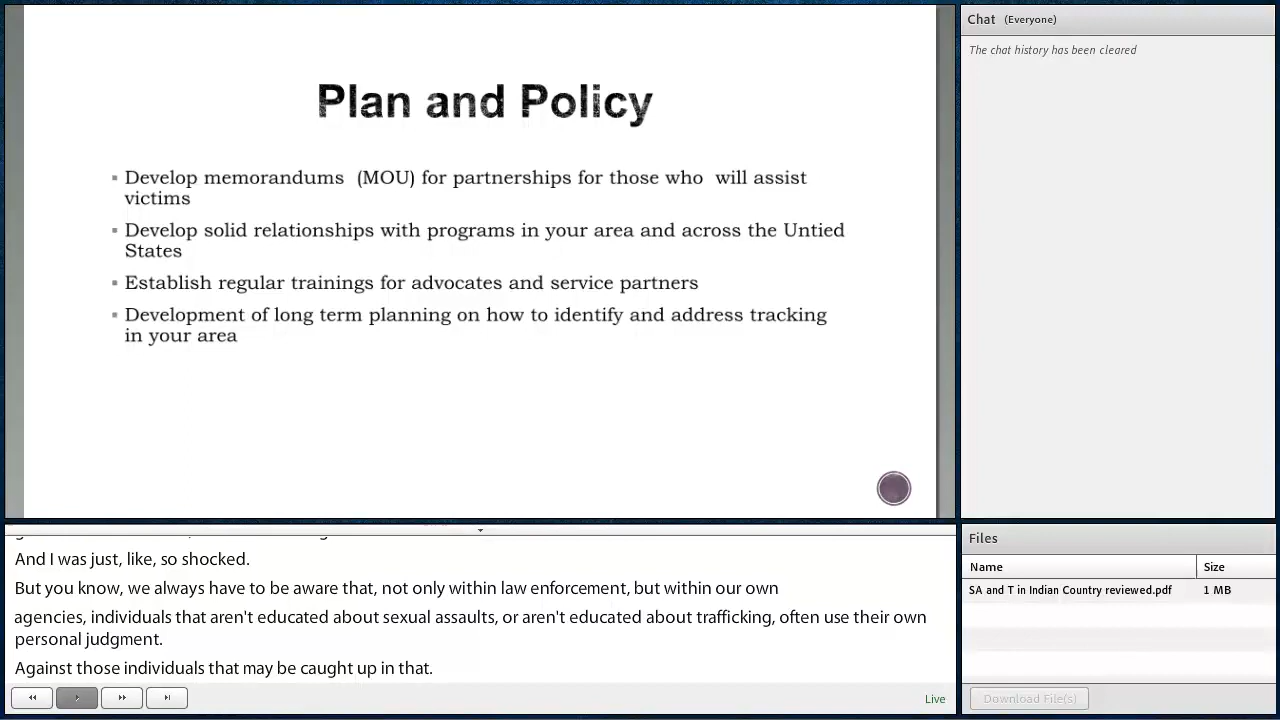 Plan and Policy
▪ Develop memorandums  (MOU) for partnerships for those who  will assist
victims
▪ Develop solid relationships with programs in your area and across the Untied
States
▪ Establish regular trainings for advocates and service partners
▪ Development of long term planning on how to identify and address tracking
in your area
Chat (Everyone)
The chat history has been cleared
And I was just, like, so shocked.
But you know, we always have to be aware that, not only within law enforcement, but within our own
agencies, individuals that aren't educated about sexual assaults, or aren't educated about trafficking, often use their own
personal judgment.
Against those individuals that may be caught up in that.
Live
Files
Name Size
SA and T in Indian Country reviewed.pdf 1 MB
Download File(s)